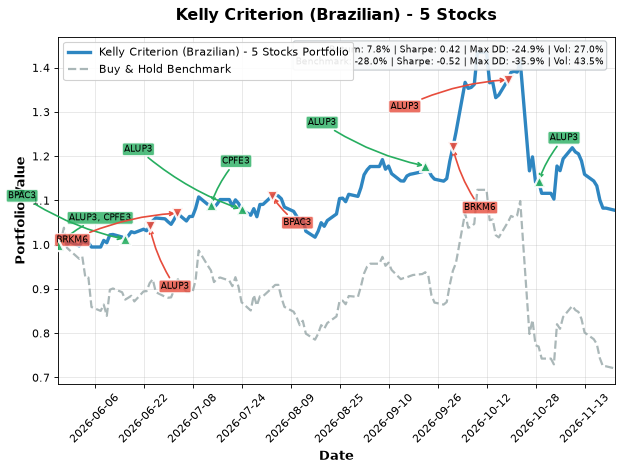 Kelly Criterion (Brazilian) - 5 Stocks
Kelly Criterion (Brazilian) - 5 Stocks Portfolio
Buy & Hold Benchmark
7.8% | Sharpe: 0.42 | Max DD: -24.9% | Vol: 27.0%
-28.0% | Sharpe: -0.52 | Max DD: -35.9% | Vol: 43.5%
1.4
1.3
1.2
1.1
1.0
0.9
0.8
0.7
Portfolio Value
ALUP3
ALUP3
ALUP3
CPFE3
ALUP3
BPAC3
ALUP3, CPFE3
BRKM6
BPAC3
BRKM6
ALUP3
2026-06-06
2026-06-22
2026-07-08
2026-07-24
2026-08-09
2026-08-25
2026-09-10
2026-09-26
2026-10-12
2026-10-28
2026-11-13
Date